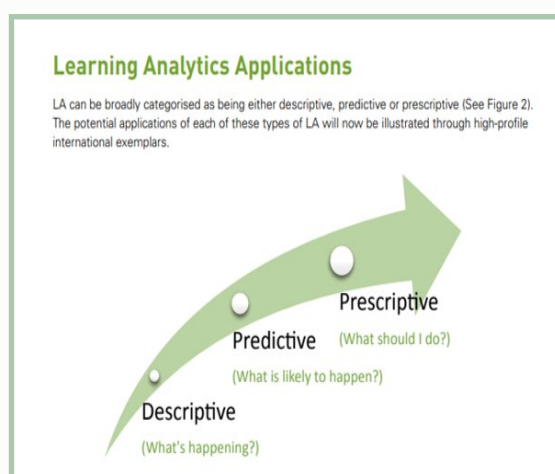 Learning Analytics Applications
LA can be broadly categorised as being either descriptive, predictive or prescriptive (See Figure 2).
The potential applications of each of these types of LA will now be illustrated through high-profile
international exemplars.
Prescriptive
(What should I do?)
Predictive
(What is likely to happen?)
Descriptive
(What's happening?)